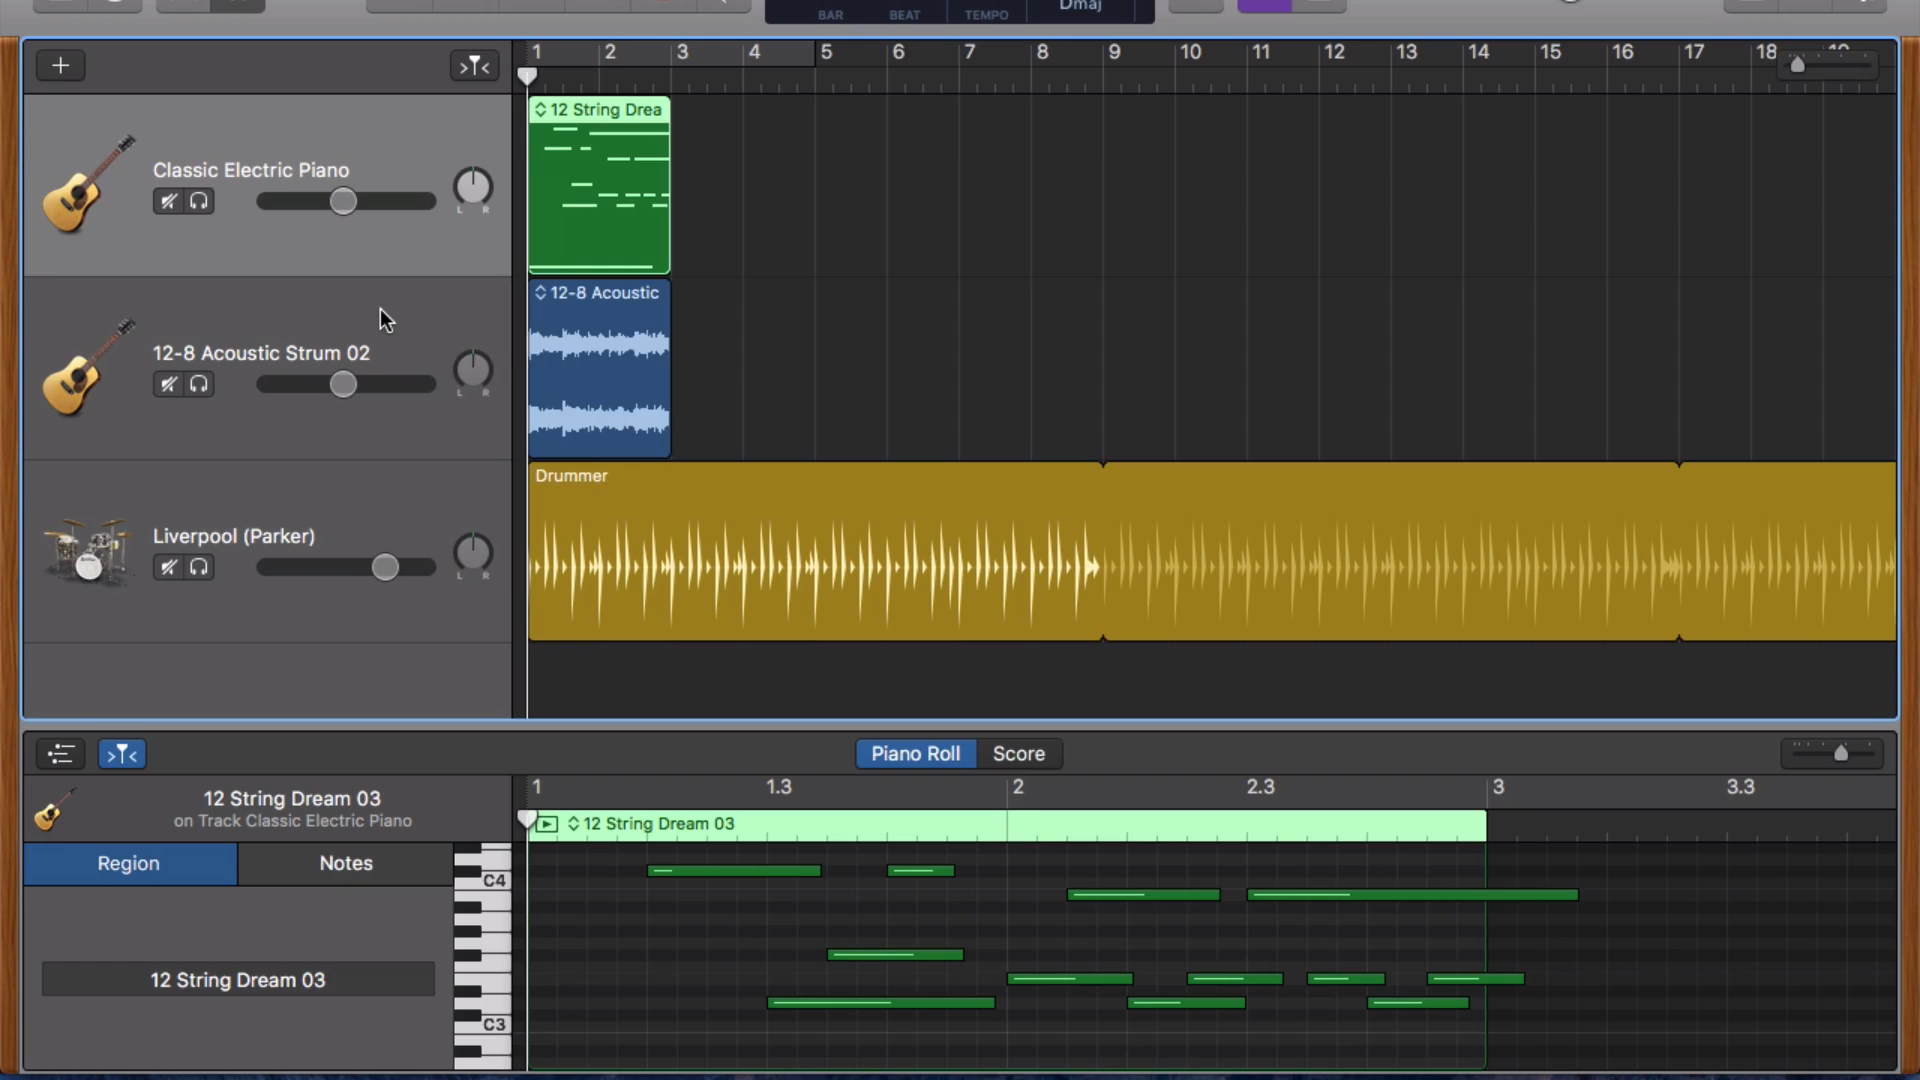 BAR BEAT TEMPO Dmaj
1 2 3 4 5 6 7 8 9 10 11 12 13 14 15 16 17 18
12 String Drea
Classic Electric Piano
L R
12-8 Acoustic
12-8 Acoustic Strum 02
L R
Drummer
Liverpool (Parker)
L R
Piano Roll Score
1 1.3 2 2.3 3 3.3
12 String Dream 03
on Track Classic Electric Piano
12 String Dream 03
Region Notes
C4
12 String Dream 03
C3